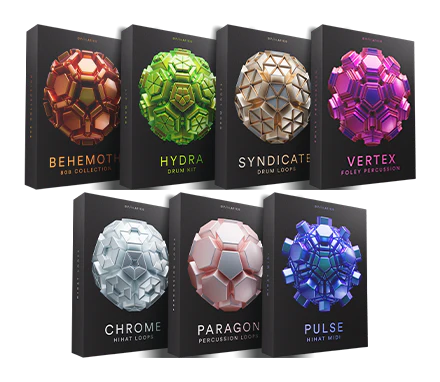 BEHEMOTH
808 COLLECTION
HYDRA
DRUM KIT
SYNDICATE
DRUM LOOPS
VERTEX
FOLEY PERCUSSION
CHROME
HIHAT LOOPS
PARAGON
PERCUSSION LOOPS
PULSE
HIHAT MIDI